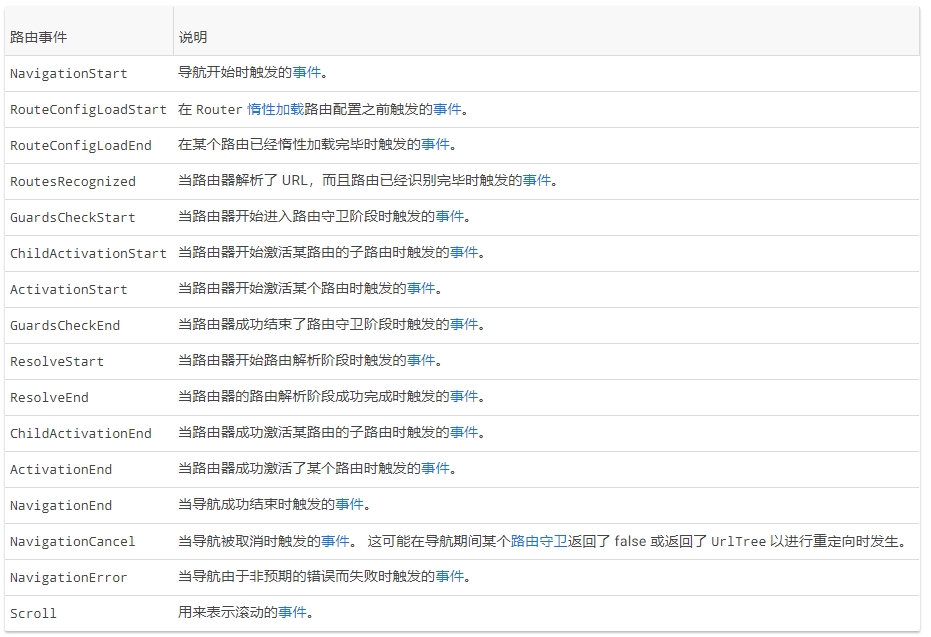 路由事件 说明
NavigationStart 导航开始时触发的事件。
RouteConfigLoadStart 在 Router 惰性加载路由配置之前触发的事件。
RouteConfigLoadEnd 在某个路由已经惰性加载完毕时触发的事件。
RoutesRecognized 当路由器解析了 URL，而且路由已经识别完毕时触发的事件。
GuardsCheckStart 当路由器开始进入路由守卫阶段时触发的事件。
ChildActivationStart 当路由器开始激活某路由的子路由时触发的事件。
ActivationStart 当路由器开始激活某个路由时触发的事件。
GuardsCheckEnd 当路由器成功结束了路由守卫阶段时触发的事件。
ResolveStart 当路由器开始路由解析阶段时触发的事件。
ResolveEnd 当路由器的路由解析阶段成功完成时触发的事件。
ChildActivationEnd 当路由器成功激活某路由的子路由时触发的事件。
ActivationEnd 当路由器成功激活了某个路由时触发的事件。
NavigationEnd 当导航成功结束时触发的事件。
NavigationCancel 当导航被取消时触发的事件。 这可能在导航期间某个路由守卫返回了 false 或返回了 UrlTree 以进行重定向时发生。
NavigationError 当导航由于非预期的错误而失败时触发的事件。
Scroll 用来表示滚动的事件。